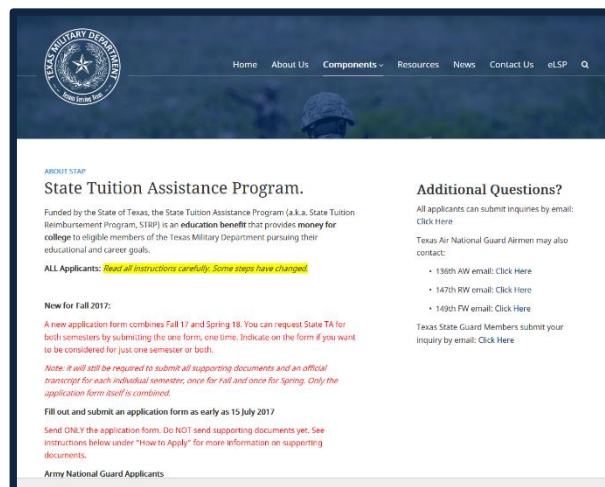 TEXAS MILITARY DEPARTMENT
Texans Serving Texas
Home About Us Components Resources News Contact Us eLSP
ABOUT STAP
State Tuition Assistance Program.
Funded by the State of Texas, the State Tuition Assistance Program (a.k.a. State Tuition
Reimbursement Program, STRP) is an education benefit that provides money for
college to eligible members of the Texas Military Department pursuing their
educational and career goals.
ALL Applicants: Read all instructions carefully. Some steps have changed.
New for Fall 2017:
A new application form combines Fall 17 and Spring 18. You can request State TA for
both semesters by submitting the one form, one time. Indicate on the form if you want
to be considered for just one semester or both.
Note: it will still be required to submit all supporting documents and an official
transcript for each individual semester, once for Fall and once for Spring. Only the
application form itself is combined.
Fill out and submit an application form as early as 15 July 2017
Send ONLY the application form. Do NOT send supporting documents yet. See
instructions below under "How to Apply" for more information on supporting
documents.
Army National Guard Applicants
Additional Questions?
All applicants can submit inquiries by email:
Click Here
Texas Air National Guard Airmen may also
contact:
• 136th AW email: Click Here
• 147th RW email: Click Here
• 149th FW email: Click Here
Texas State Guard Members submit your
inquiry by email: Click Here